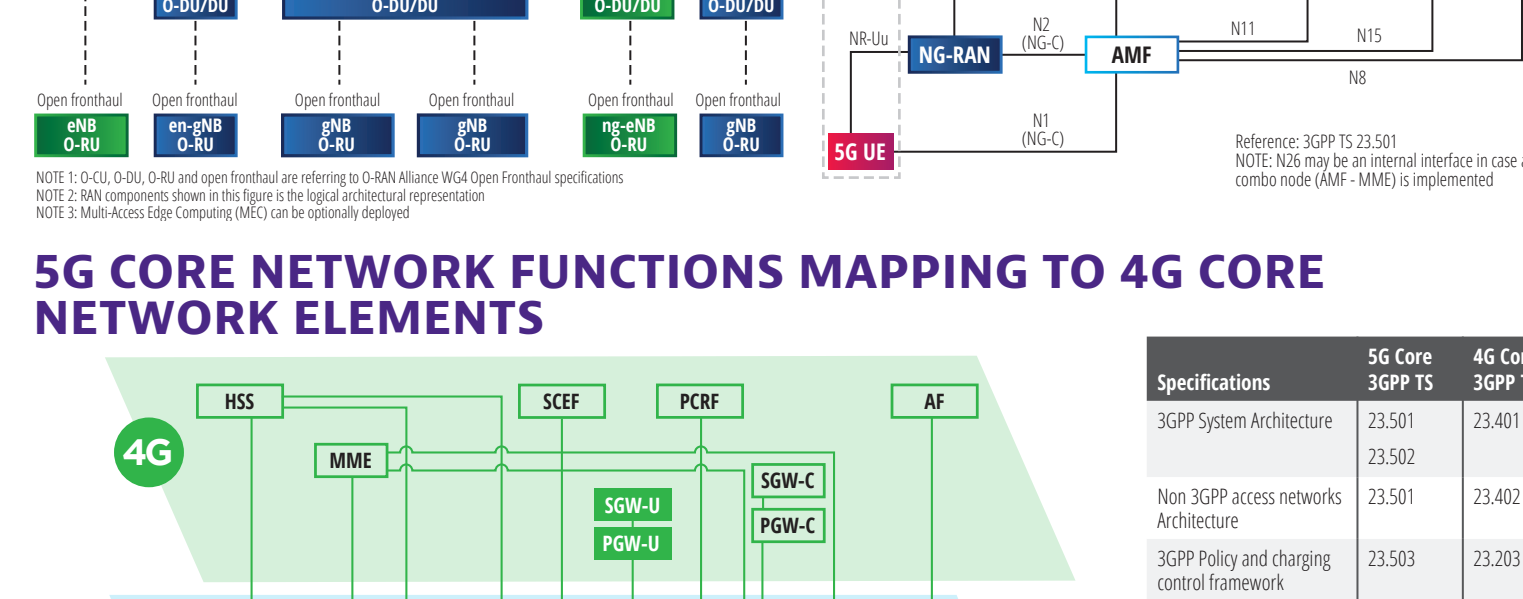 O-DU/DU
O-DU/DU
O-DU/DU
O-DU/DU
Open fronthaul
Open fronthaul
Open fronthaul
Open fronthaul
Open fronthaul
Open fronthaul
eNB
O-RU
en-gNB
O-RU
gNB
O-RU
gNB
O-RU
ng-eNB
O-RU
gNB
O-RU
NOTE 1: O-CU, O-DU, O-RU and open fronthaul are referring to O-RAN Alliance WG4 Open Fronthaul specifications
NOTE 2: RAN components shown in this figure is the logical architectural representation
NOTE 3: Multi-Access Edge Computing (MEC) can be optionally deployed
NR-Uu
NG-RAN
N2
(NG-C)
AMF
N11
N15
N8
N1
(NG-C)
5G UE
Reference: 3GPP TS 23.501
NOTE: N26 may be an internal interface in case a
combo node (AMF - MME) is implemented
5G CORE NETWORK FUNCTIONS MAPPING TO 4G CORE
NETWORK ELEMENTS
4G
HSS
SCEF
PCRF
AF
MME
SGW-C
SGW-U
PGW-C
PGW-U
Specifications
5G Core
3GPP TS
4G Cor
3GPP
3GPP System Architecture
23.501
23.401
23.502
Non 3GPP access networks
Architecture
23.501
23.402
3GPP Policy and charging
control framework
23.503
23.203